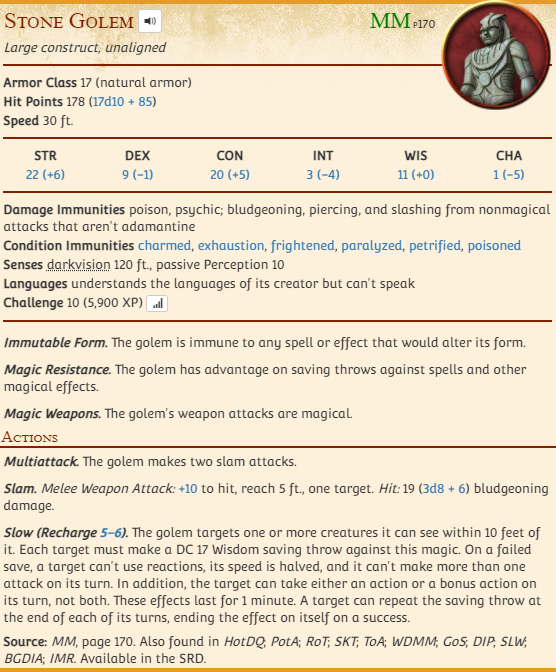 Stone Golem MM p170
Large construct, unaligned
Armor Class 17 (natural armor)
Hit Points 178 (17d10 + 85)
Speed 30 ft.
STR DEX CON INT WIS CHA
22 (+6) 9 (−1) 20 (+5) 3 (−4) 11 (+0) 1 (−5)
Damage Immunities poison, psychic; bludgeoning, piercing, and slashing from nonmagical
attacks that aren't adamantine
Condition Immunities charmed, exhaustion, frightened, paralyzed, petrified, poisoned
Senses darkvision 120 ft., passive Perception 10
Languages understands the languages of its creator but can't speak
Challenge 10 (5,900 XP)
Immutable Form. The golem is immune to any spell or effect that would alter its form.
Magic Resistance. The golem has advantage on saving throws against spells and other
magical effects.
Magic Weapons. The golem's weapon attacks are magical.
Actions
Multiattack. The golem makes two slam attacks.
Slam. Melee Weapon Attack: +10 to hit, reach 5 ft., one target. Hit: 19 (3d8 + 6) bludgeoning
damage.
Slow (Recharge 5–6). The golem targets one or more creatures it can see within 10 feet of
it. Each target must make a DC 17 Wisdom saving throw against this magic. On a failed
save, a target can't use reactions, its speed is halved, and it can't make more than one
attack on its turn. In addition, the target can take either an action or a bonus action on
its turn, not both. These effects last for 1 minute. A target can repeat the saving throw at
the end of each of its turns, ending the effect on itself on a success.
Source: MM, page 170. Also found in HotDQ; PotA; RoT; SKT; ToA; WDMM; GoS; DIP; SLW;
BGDIA; IMR. Available in the SRD.